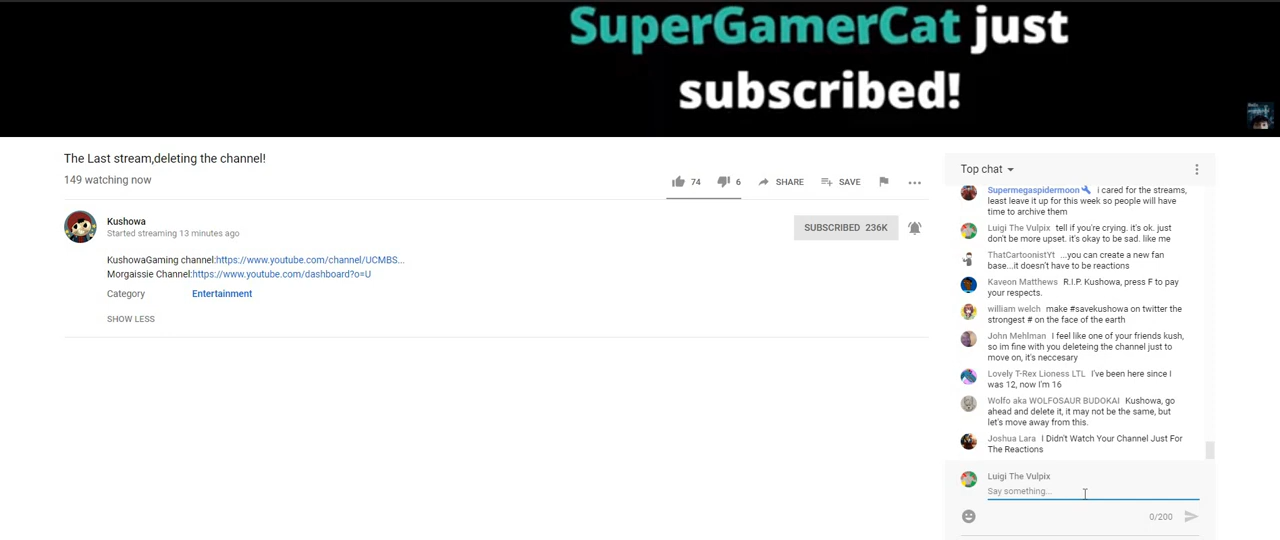 SuperGamerCat just
subscribed!
The Last stream,deleting the channel!
149 watching now
74
6
SHARE
SAVE
Kushowa
Started streaming 13 minutes ago
SUBSCRIBED 236K
KushowaGaming channel:https://www.youtube.com/channel/UCMBS...
Morgaissie Channel:https://www.youtube.com/dashboard?o=U
Category Entertainment
SHOW LESS
Top chat
Supermegaspidermoon i cared for the streams,
least leave it up for this week so people will have
time to archive them
Luigi The Vulpix tell if you're crying. it's ok. just
don't be more upset. it's okay to be sad. like me
ThatCartoonistYt ...you can create a new fan
base...it doesn't have to be reactions
Kaveon Matthews R.I.P. Kushowa, press F to pay
your respects.
william welch make #savekushowa on twitter the
strongest # on the face of the earth
John Mehlman I feel like one of your friends kush,
so im fine with you deleteing the channel just to
move on, it's neccesary
Lovely T-Rex Lioness LTL I've been here since I
was 12, now I'm 16
Wolfo aka WOLFOSAUR BUDOKAI Kushowa, go
ahead and delete it, it may not be the same, but
let's move away from this.
Joshua Lara I Didn't Watch Your Channel Just For
The Reactions
Luigi The Vulpix
Say something...
0/200